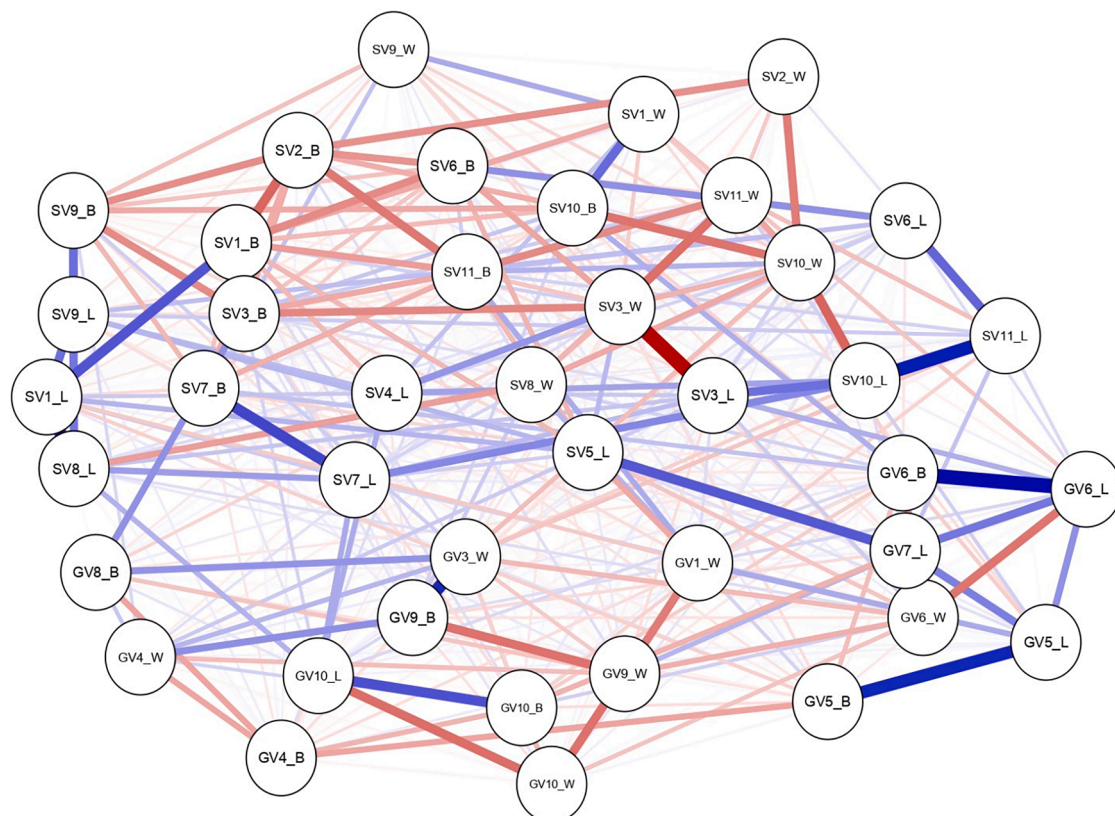 SV9_W
SV2_W
SV1_W
SV2_B
SV6_B
SV11_W
SV9_B
SV10_B
SV6_L
SV1_B
SV10_W
SV11_B
SV9_L
SV3_B
SV3_W
SV11_L
SV1_L
SV7_B
SV4_L
SV8_W
SV3_L
SV10_L
SV8_L
SV7_L
SV5_L
GV6_B
GV6_L
GV8_B
GV3_W
GV1_W
GV7_L
GV9_B
GV6_W
GV4_W
GV10_L
GV9_W
GV5_L
GV10_B
GV5_B
GV4_B
GV10_W